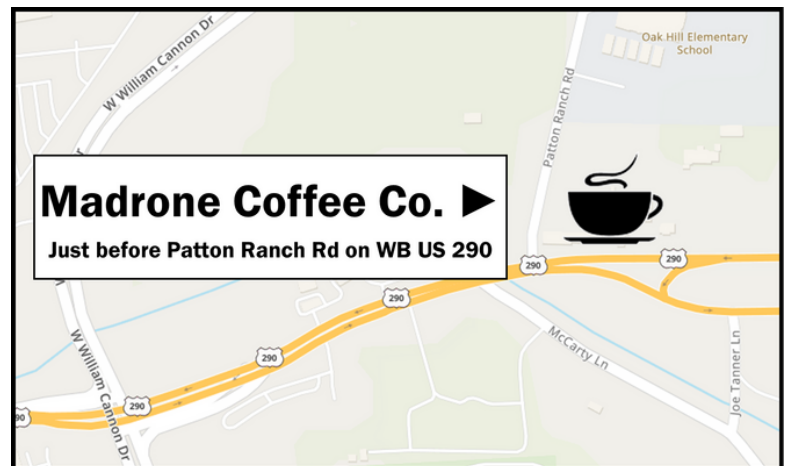 W William Cannon Dr
Oak Hill Elementary
School
Patton Ranch Rd
Madrone Coffee Co.
Just before Patton Ranch Rd on WB US 290
290
290
290
290
290
90
W William Cannon Dr
McCarty Ln
Joe Tanner Ln